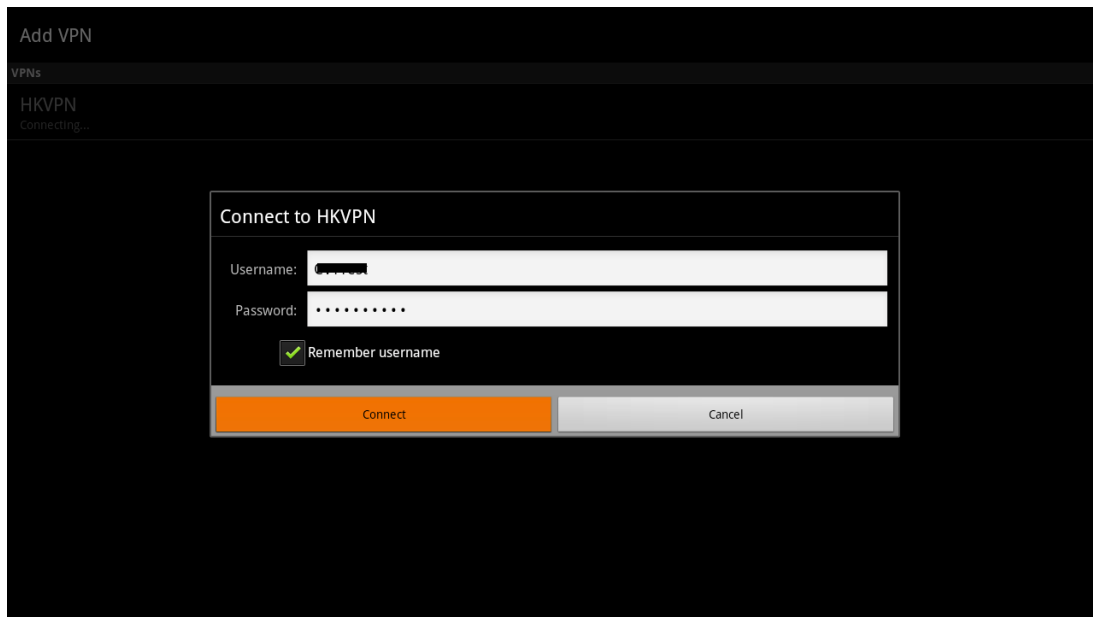 Add VPN
VPNs
HKVPN
Connecting...
Connect to HKVPN
Username:
Password: ••••••••••
Remember username
Connect Cancel